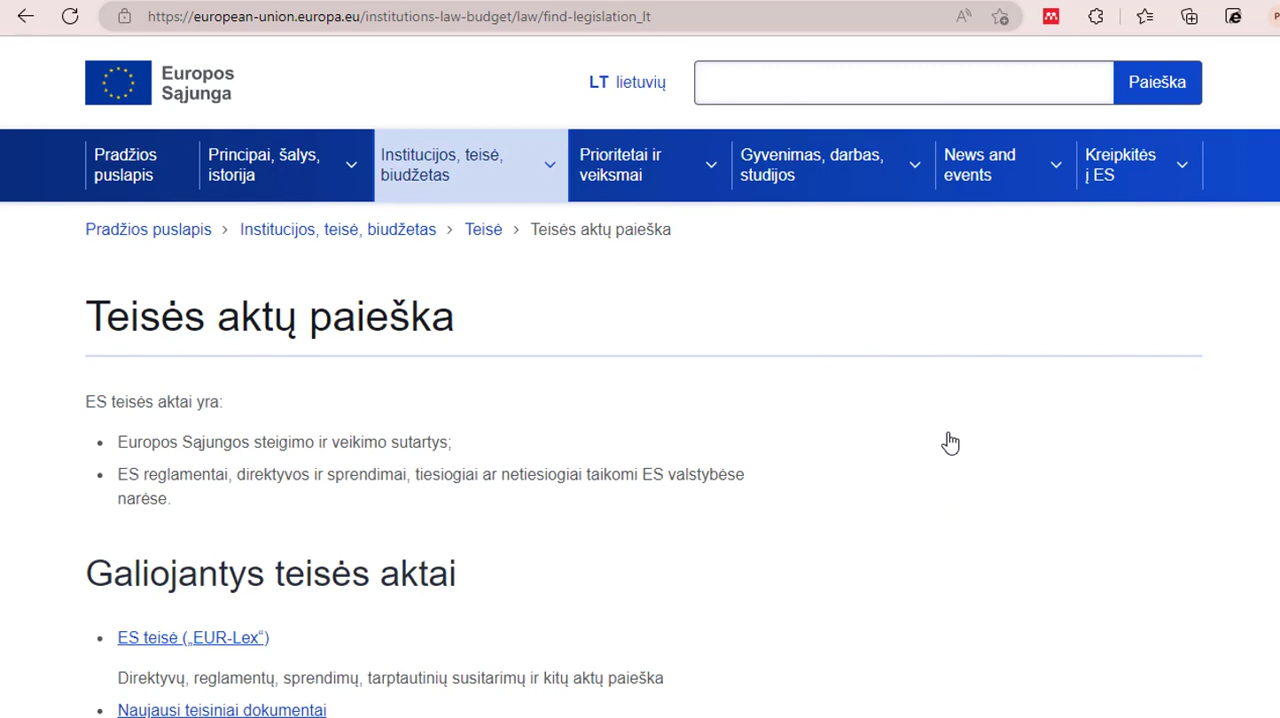 https://european-union.europa.eu/institutions-law-budget/law/find-legislation_lt
Europos
Sąjunga
LT lietuvių
Paieška
Pradžios
puslapis
Principai, šalys,
istorija
Institucijos, teisė,
biudžetas
Prioritetai ir
veiksmai
Gyvenimas, darbas,
studijos
News and
events
Kreipkitės
į ES
Pradžios puslapis > Institucijos, teisė, biudžetas > Teisė > Teisės aktų paieška
Teisės aktų paieška
ES teisės aktai yra:
• Europos Sąjungos steigimo ir veikimo sutartys;
• ES reglamentai, direktyvos ir sprendimai, tiesiogiai ar netiesiogiai taikomi ES valstybėse
narėse.
Galiojantys teisės aktai
• ES teisė („EUR-Lex“)
Direktyvų, reglamentų, sprendimų, tarptautinių susitarimų ir kitų aktų paieška
• Naujausi teisiniai dokumentai